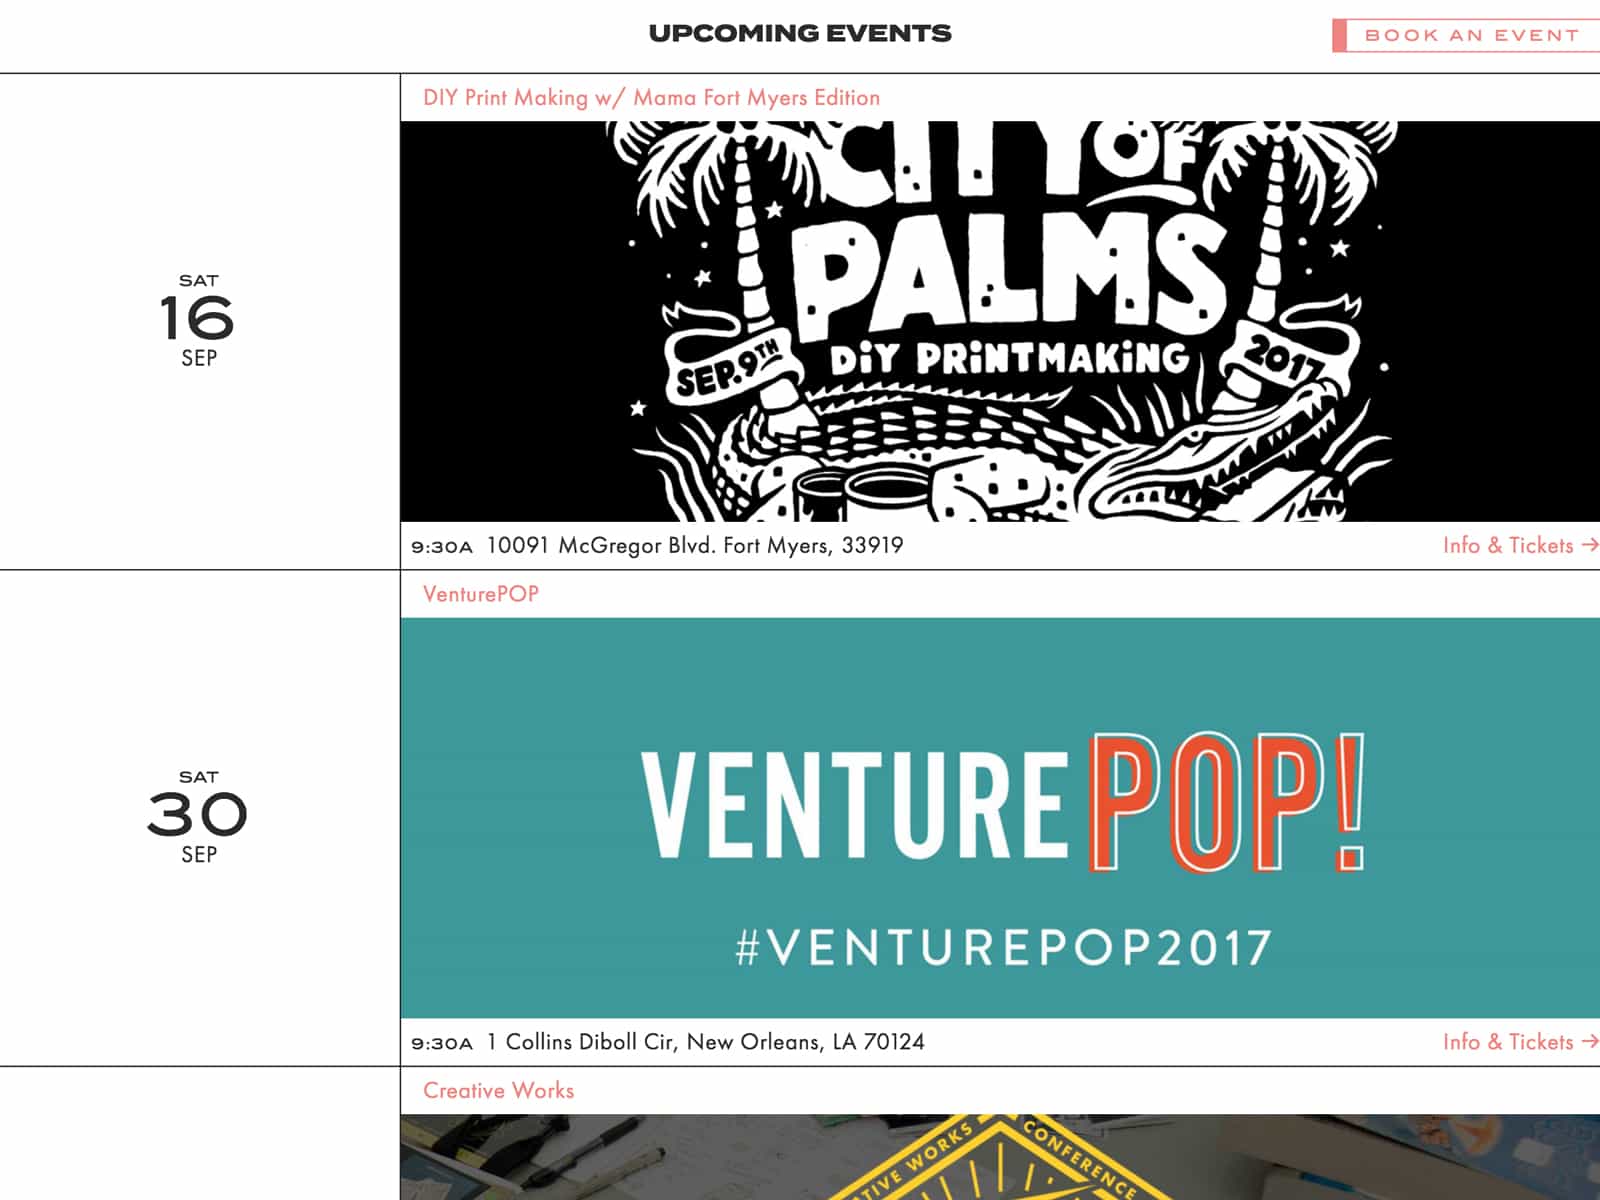 UPCOMING EVENTS
BOOK AN EVENT
DIY Print Making w/ Mama Fort Myers Edition
SAT
16
SEP
CITY OF
PALMS
SEP. 9TH
DiY PRiNTMAKiNG
2017
9:30A 10091 McGregor Blvd. Fort Myers, 33919
Info & Tickets →
VenturePOP
SAT
30
SEP
VENTURE POP!
#VENTUREPOP2017
9:30A 1 Collins Diboll Cir, New Orleans, LA 70124
Info & Tickets →
Creative Works
WORKS
CONFERENCE